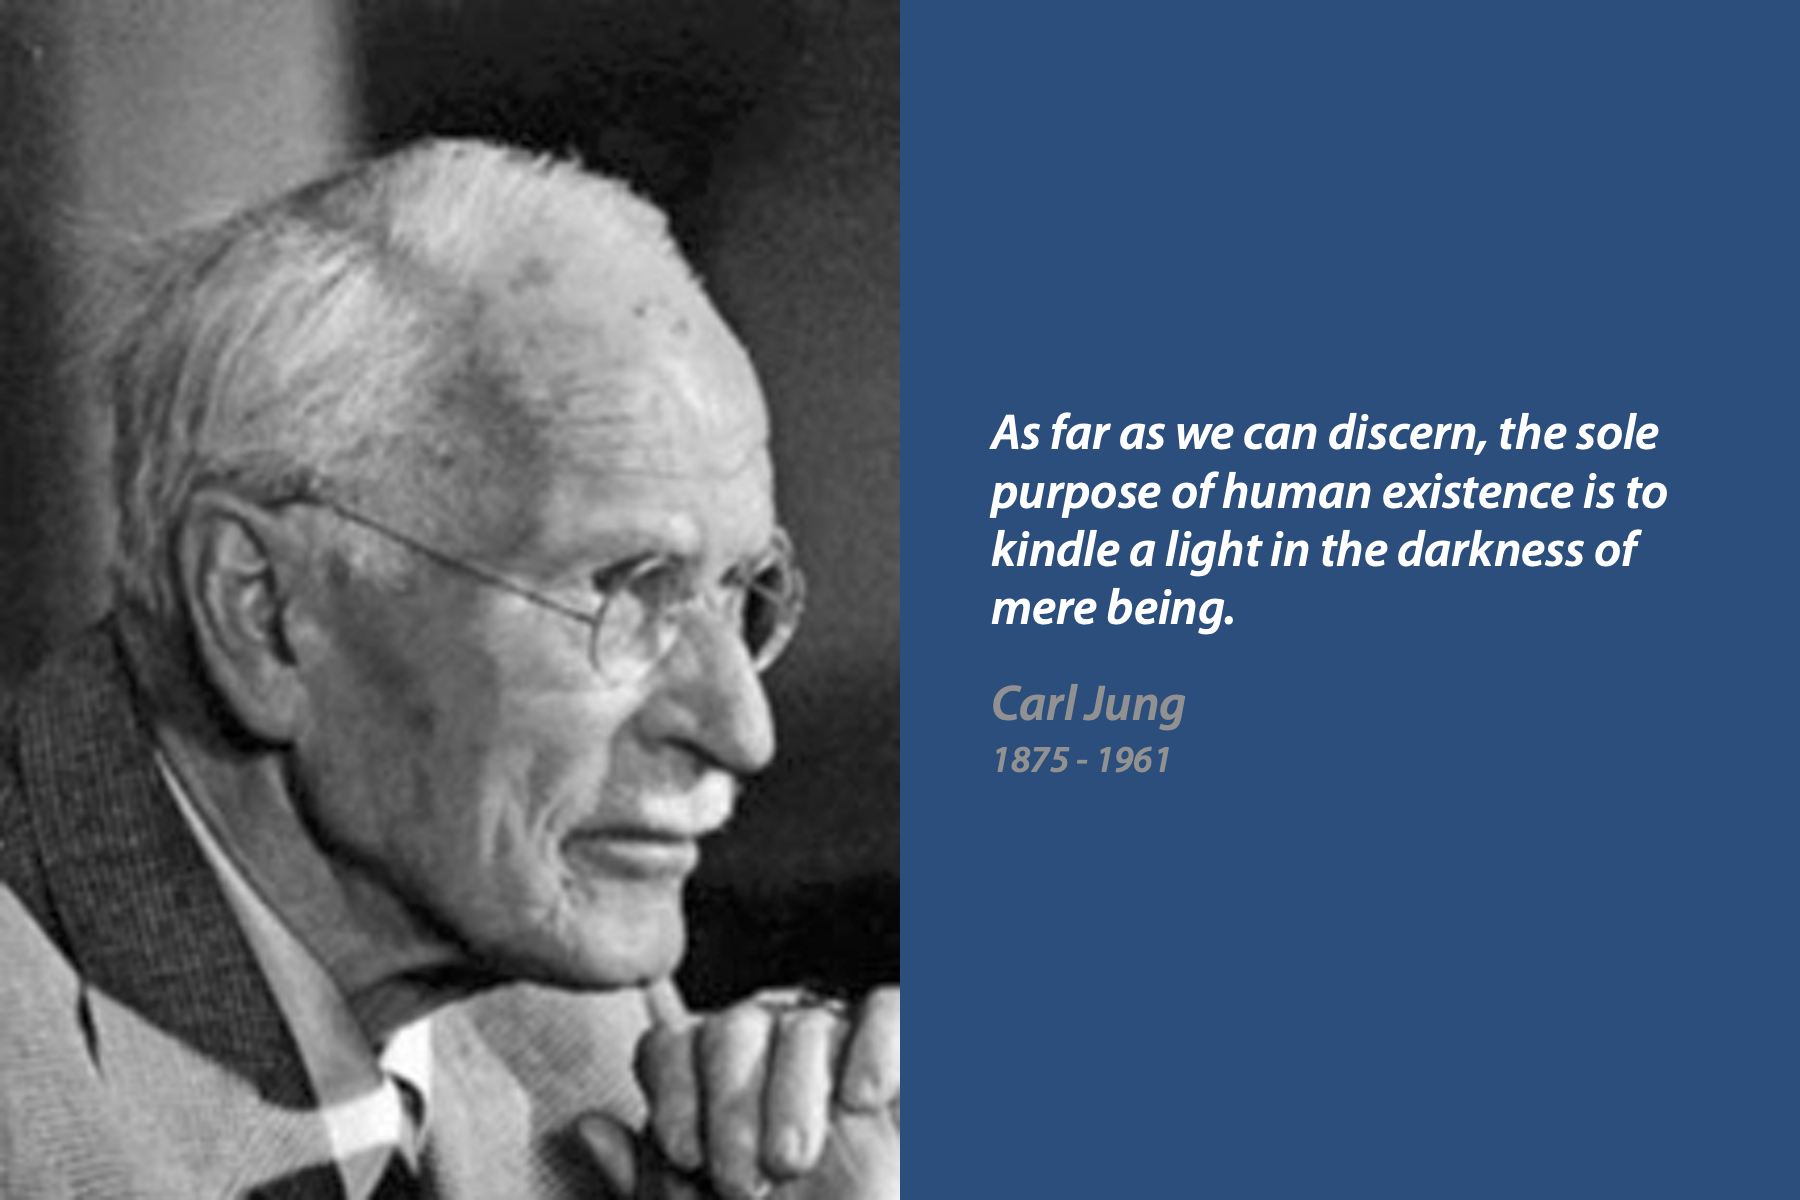 As far as we can discern, the sole
purpose of human existence is to
kindle a light in the darkness of
mere being.
Carl Jung
1875 - 1961